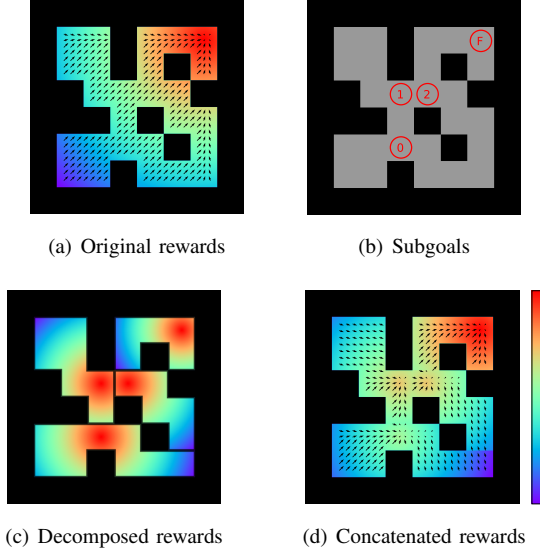 F
1
2
0
(a) Original rewards
(b) Subgoals
(c) Decomposed rewards
(d) Concatenated rewards